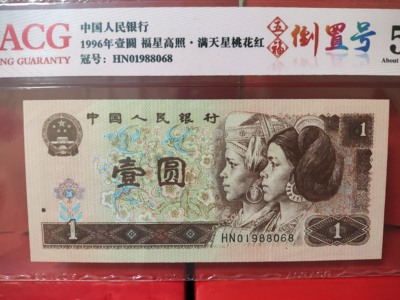 ACG
NG GUARANTY
中国人民银行
1996年壹圆 福星高照·满天星桃花红
冠号：HN01988068
五福
倒置号
5
About
中国人民银行
1
壹圆
1
HN01988068
1